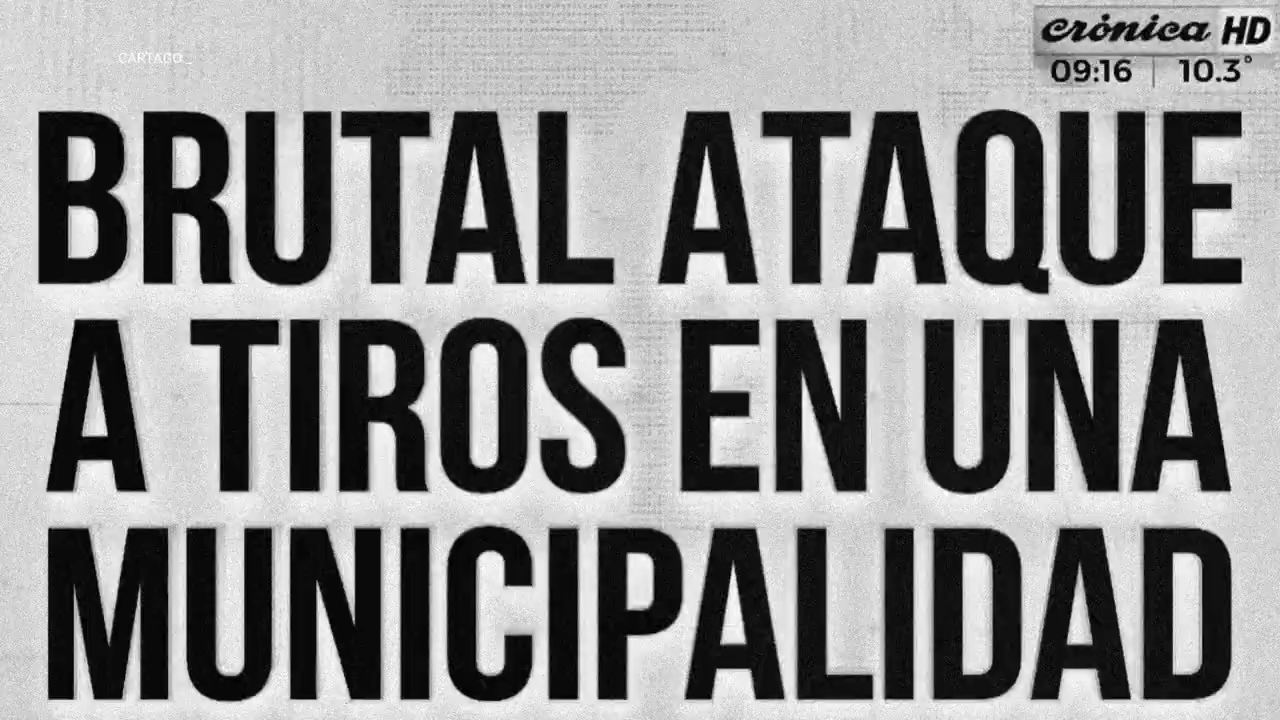 crónica HD
09:16 | 10.3°
CARTAGO_
BRUTAL ATAQUE
A TIROS EN UNA
MUNICIPALIDAD